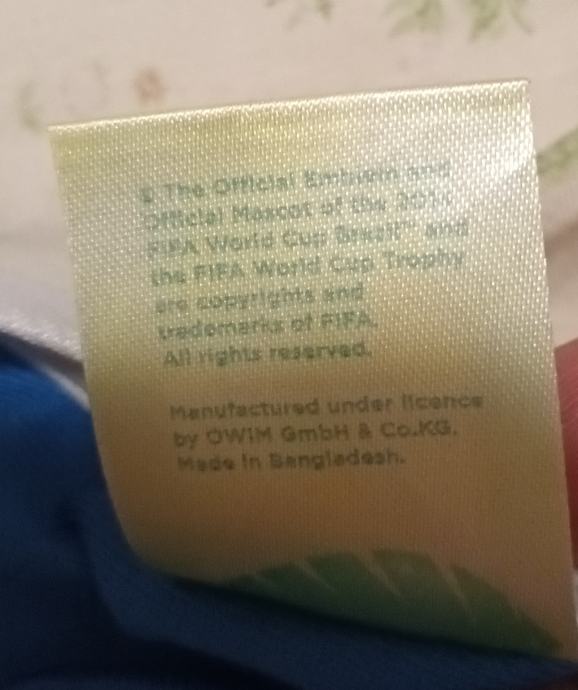 © The Official Emblem and
Official Mascot of the 2014
FIFA World Cup Brazil™ and
the FIFA World Cup Trophy
are copyrights and
trademarks of FIFA.
All rights reserved.
Manufactured under licence
by OWIM GmbH & Co.KG.
Made in Bangladesh.